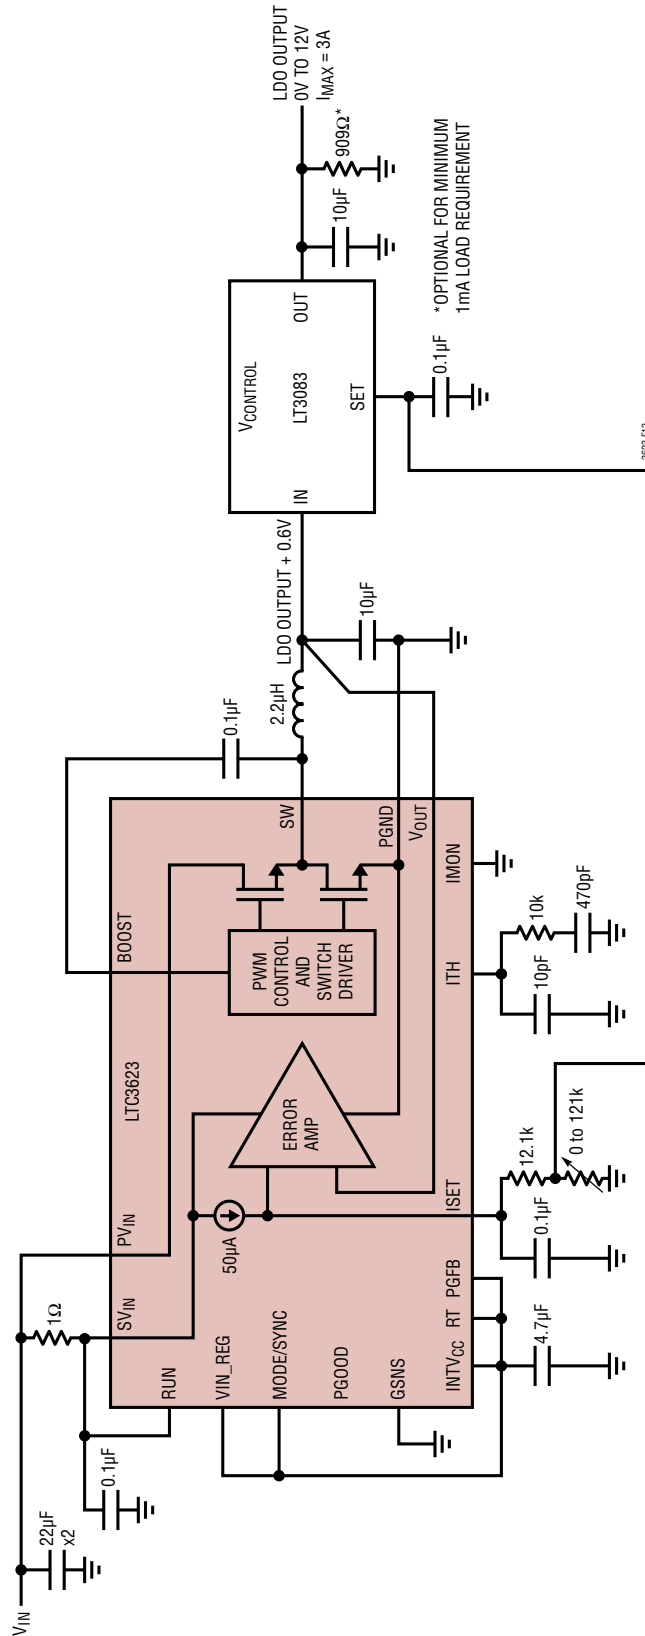 VIN
22µF
x2
0.1µF
1Ω
SVIN
PVIN
LTC3623
BOOST
RUN
VIN_REG
MODE/SYNC
PGOOD
GSNS
50µA
ERROR
AMP
PWM
CONTROL
AND
SWITCH
DRIVER
SW
PGND
VOUT
INTVCC
RT
PGFB
ISET
ITH
IMON
4.7µF
0.1µF
12.1k
0 to 121k
10pF
10k
470pF
0.1µF
2.2µH
LDO OUTPUT + 0.6V
10µF
IN
VCONTROL
LT3083
OUT
SET
0.1µF
10µF
909Ω*
LDO OUTPUT
0V TO 12V
IMAX = 3A
*OPTIONAL FOR MINIMUM
1mA LOAD REQUIREMENT